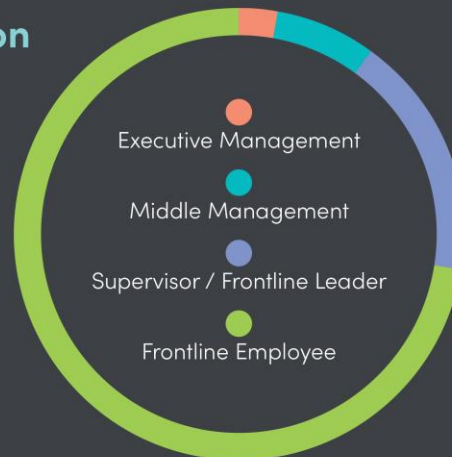 on
Executive Management
Middle Management
Supervisor / Frontline Leader
Frontline Employee